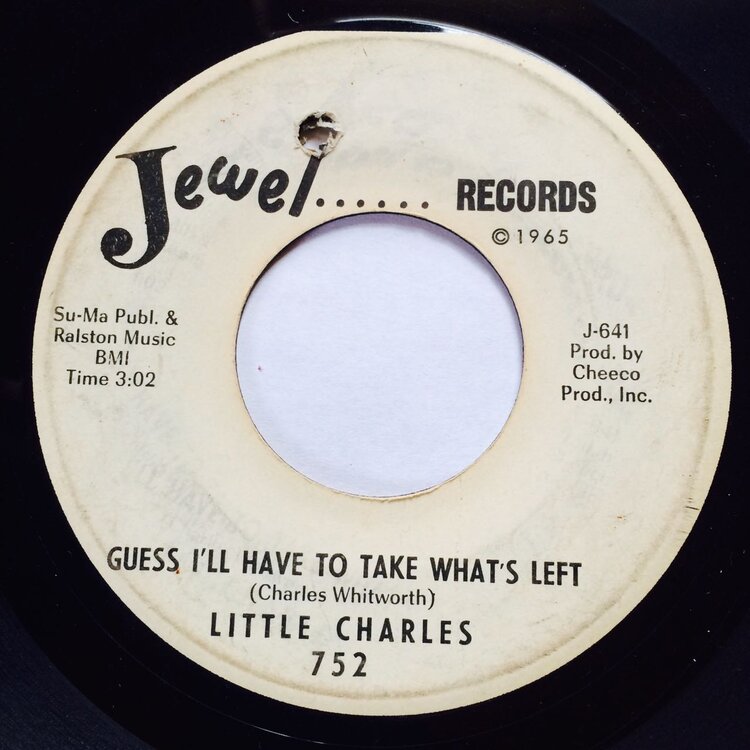 Jewel...... RECORDS
© 1965
Su-Ma Publ. &
Ralston Music
BMI
Time 3:02
J-641
Prod. by
Cheeco
Prod., Inc.
GUESS I'LL HAVE TO TAKE WHAT'S LEFT
(Charles Whitworth)
LITTLE CHARLES
752